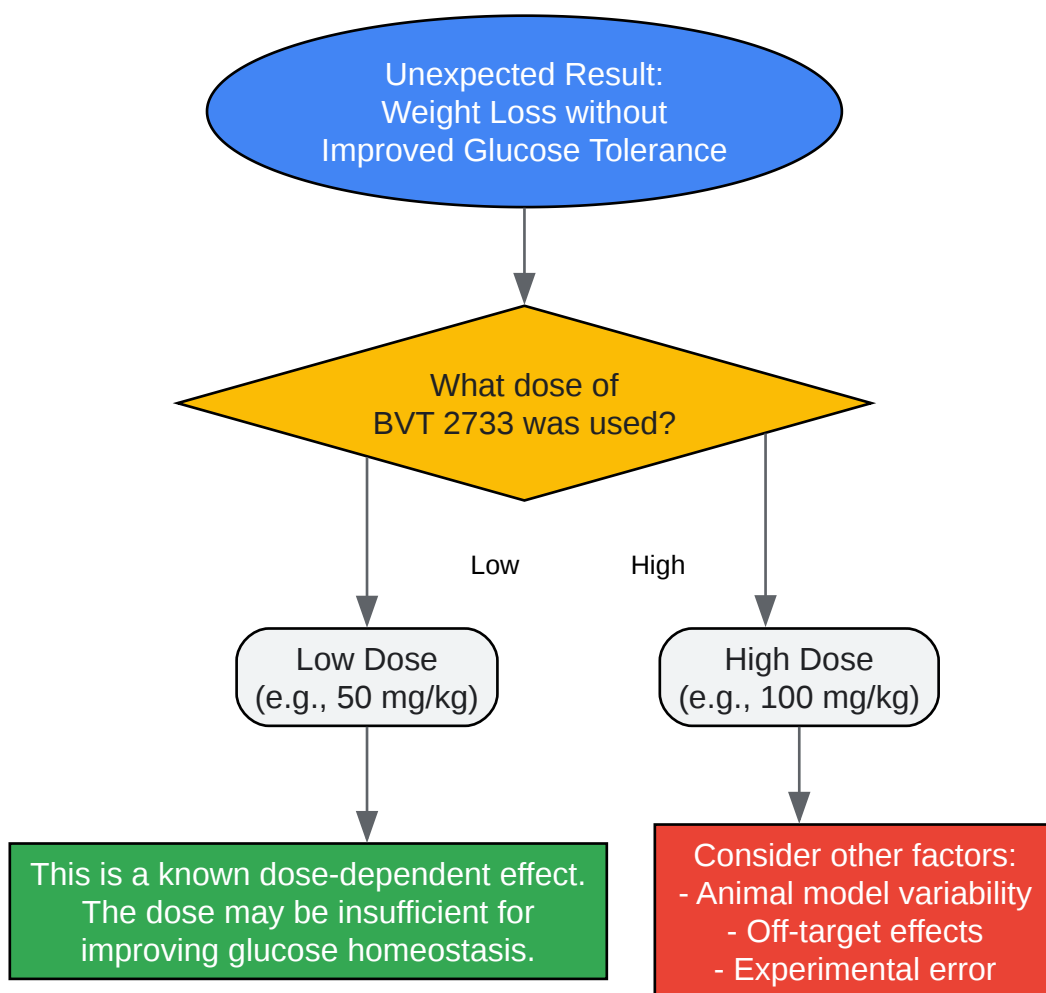 Unexpected Result:
Weight Loss without
Improved Glucose Tolerance
What dose of
BVT 2733 was used?
Low
High
Low Dose
(e.g., 50 mg/kg)
High Dose
(e.g., 100 mg/kg)
This is a known dose-dependent effect.
The dose may be insufficient for
improving glucose homeostasis.
Consider other factors:
- Animal model variability
- Off-target effects
- Experimental error